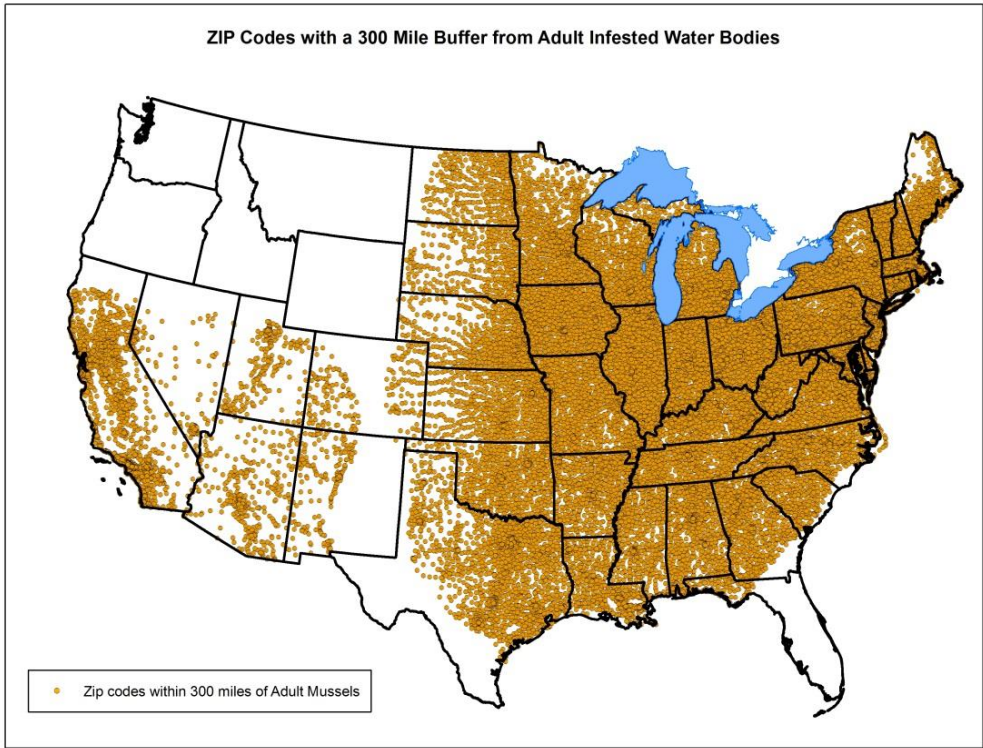 ZIP Codes with a 300 Mile Buffer from Adult Infested Water Bodies
Zip codes within 300 miles of Adult Mussels